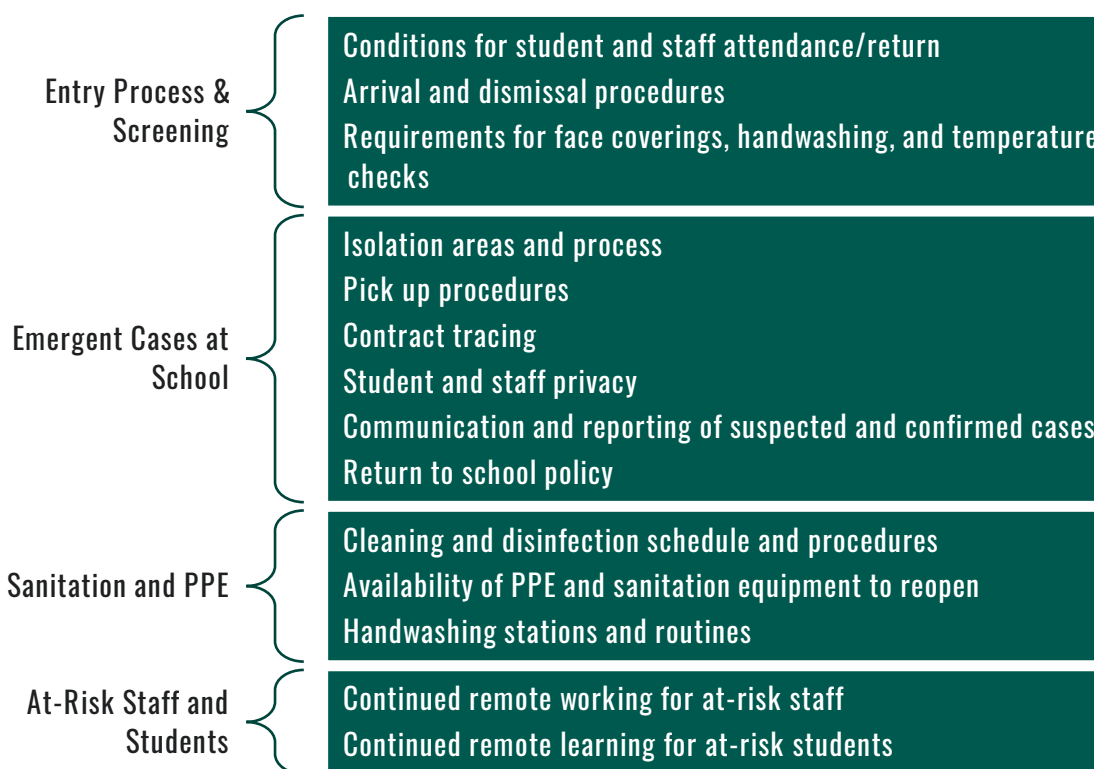 Entry Process &
Screening
Conditions for student and staff attendance/return
Arrival and dismissal procedures
Requirements for face coverings, handwashing, and temperature
checks
Emergent Cases at
School
Isolation areas and process
Pick up procedures
Contract tracing
Student and staff privacy
Communication and reporting of suspected and confirmed cases
Return to school policy
Sanitation and PPE
Cleaning and disinfection schedule and procedures
Availability of PPE and sanitation equipment to reopen
Handwashing stations and routines
At-Risk Staff and
Students
Continued remote working for at-risk staff
Continued remote learning for at-risk students